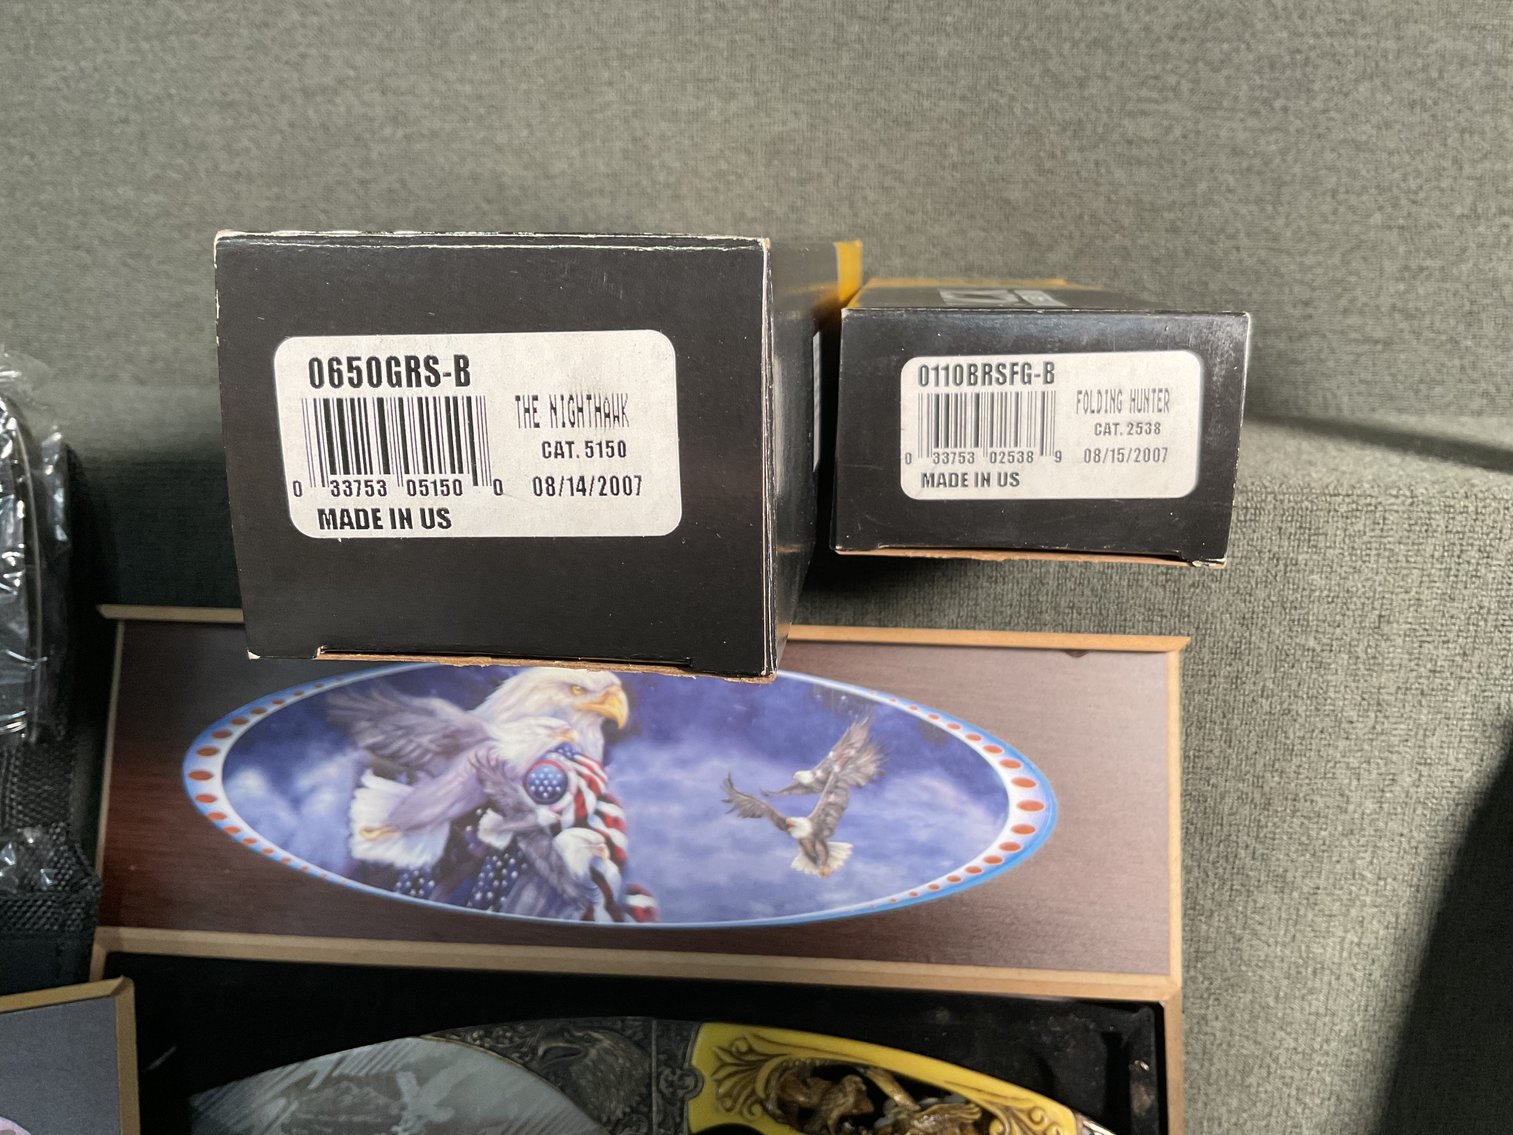 0650GRS-B
THE NIGHTHAWK
CAT. 5150
0 33753 05150 0
08/14/2007
MADE IN US
0110BRSFG-B
FOLDING HUNTER
CAT. 2538
0 33753 02538 9
08/15/2007
MADE IN US